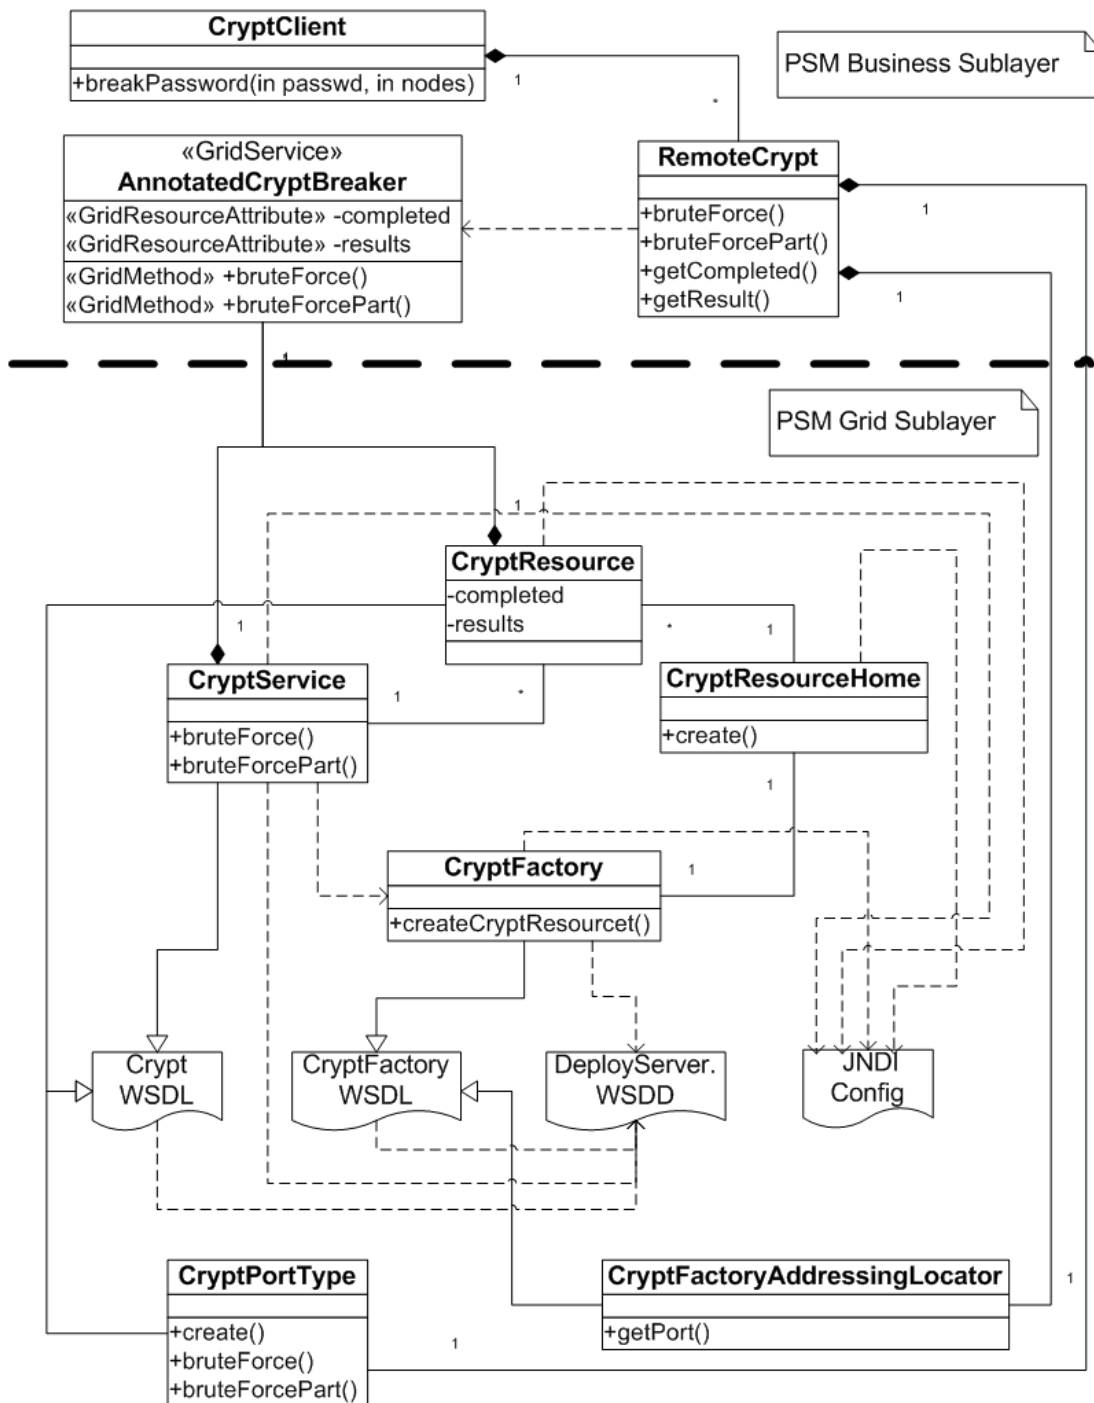 CryptClient
+breakPassword(in passwd, in nodes)
1
*
PSM Business Sublayer
«GridService»
AnnotatedCryptBreaker
«GridResourceAttribute» -completed
«GridResourceAttribute» -results
«GridMethod» +bruteForce()
«GridMethod» +bruteForcePart()
RemoteCrypt
+bruteForce()
+bruteForcePart()
+getCompleted()
+getResult()
1
1
1
PSM Grid Sublayer
1
1
CryptResource
-completed
-results
*
1
1
CryptService
+bruteForce()
+bruteForcePart()
1
*
CryptResourceHome
+create()
1
CryptFactory
+createCryptResourcet()
1
Crypt
WSDL
CryptFactory
WSDL
DeployServer.
WSDD
JNDI
Config
CryptPortType
+create()
+bruteForce()
+bruteForcePart()
1
CryptFactoryAddressingLocator
+getPort()
1